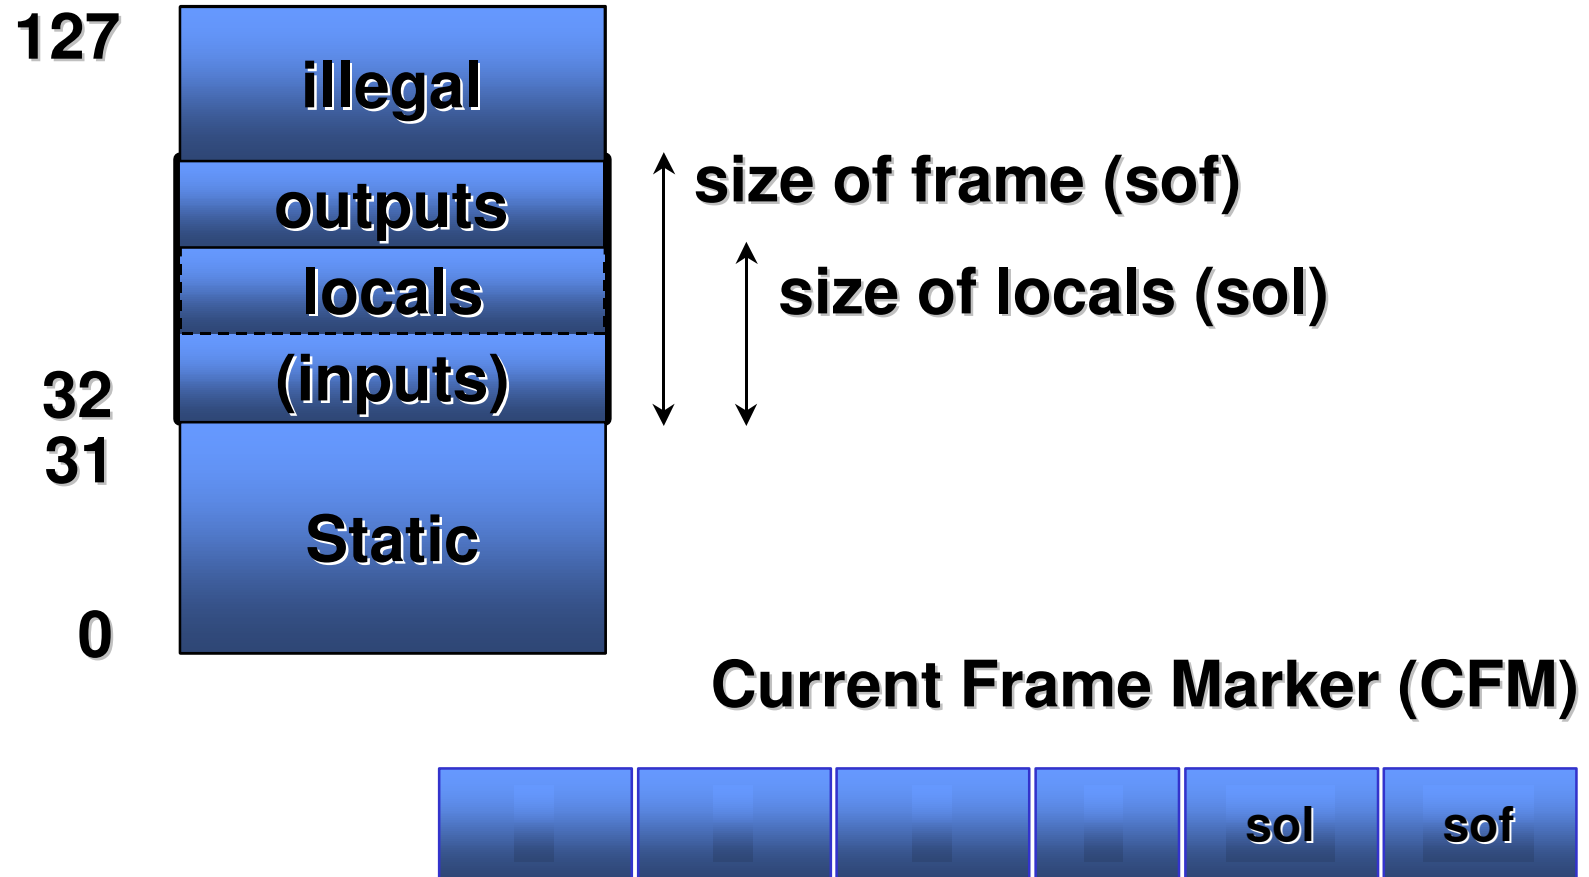 127
illegal
outputs
size of frame (sof)
locals
size of locals (sol)
(inputs)
32
31
Static
0
Current Frame Marker (CFM)
sol
sof